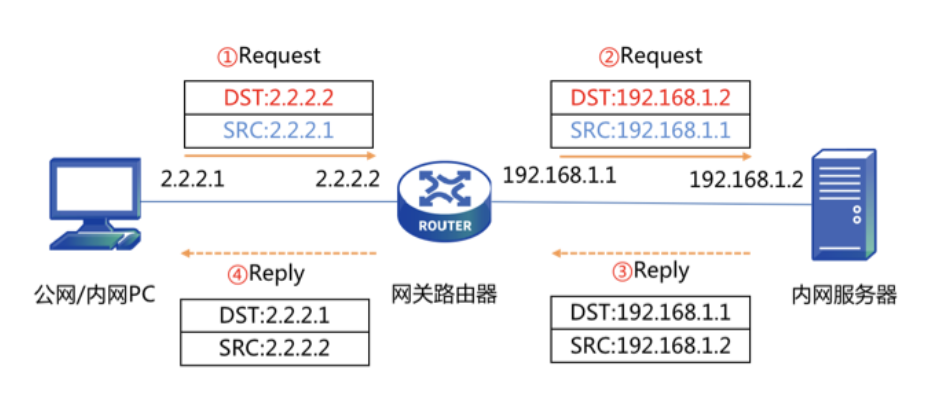 ①Request
DST:2.2.2.2
SRC:2.2.2.1
②Request
DST:192.168.1.2
SRC:192.168.1.1
2.2.2.1
2.2.2.2
192.168.1.1
192.168.1.2
ROUTER
④Reply
DST:2.2.2.1
SRC:2.2.2.2
③Reply
DST:192.168.1.1
SRC:192.168.1.2
公网/内网PC
网关路由器
内网服务器